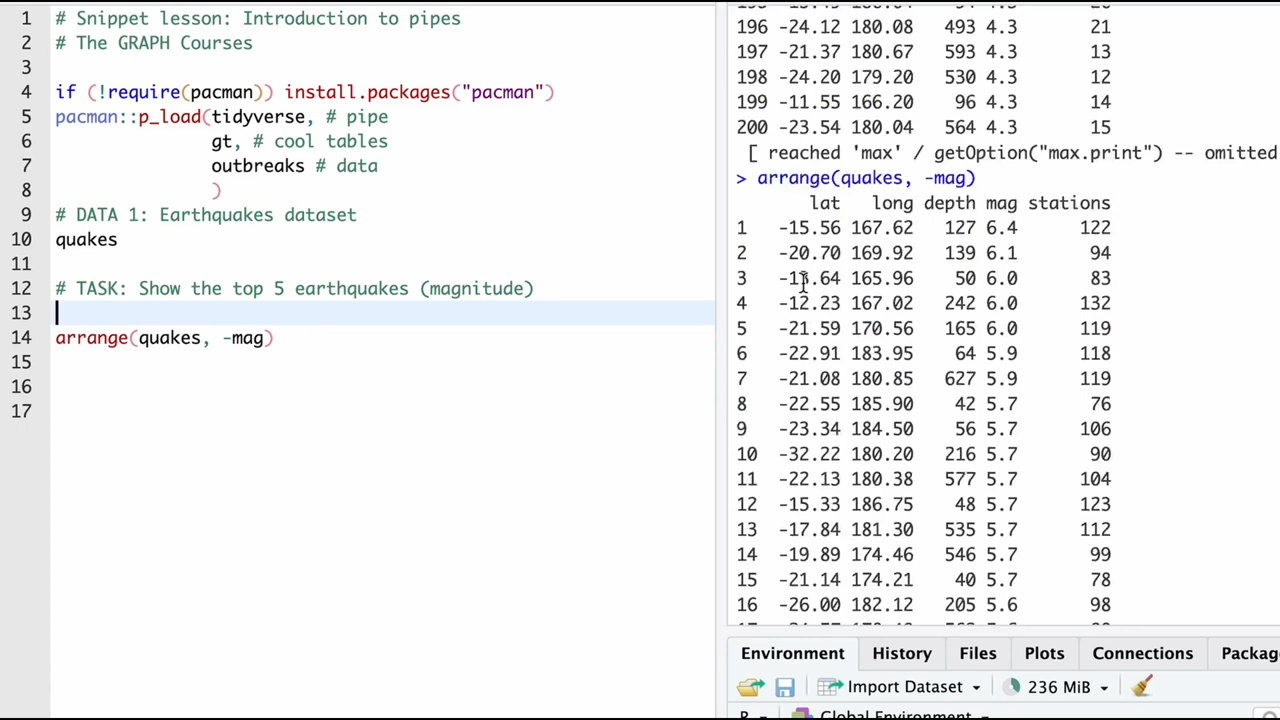 1 # Snippet lesson: Introduction to pipes
2 # The GRAPH Courses
3
4 if (!require(pacman)) install.packages("pacman")
5 pacman::p_load(tidyverse, # pipe
6 gt, # cool tables
7 outbreaks # data
8 )
9 # DATA 1: Earthquakes dataset
10 quakes
11
12 # TASK: Show the top 5 earthquakes (magnitude)
13
14 arrange(quakes, -mag)
15
16
17
196 -24.12 180.08 493 4.3 21
197 -21.37 180.67 593 4.3 13
198 -24.20 179.20 530 4.3 12
199 -11.55 166.20 96 4.3 14
200 -23.54 180.04 564 4.3 15
[ reached 'max' / getOption("max.print") -- omitted
> arrange(quakes, -mag)
lat long depth mag stations
1 -15.56 167.62 127 6.4 122
2 -20.70 169.92 139 6.1 94
3 165.96 50 6.0 83
4 -12.23 167.02 242 6.0 132
5 -21.59 170.56 165 6.0 119
6 -22.91 183.95 64 5.9 118
7 -21.08 180.85 627 5.9 119
8 -22.55 185.90 42 5.7 76
9 -23.34 184.50 56 5.7 106
10 -32.22 180.20 216 5.7 90
11 -22.13 180.38 577 5.7 104
12 -15.33 186.75 48 5.7 123
13 -17.84 181.30 535 5.7 112
14 -19.89 174.46 546 5.7 99
15 -21.14 174.21 40 5.7 78
16 -26.00 182.12 205 5.6 98
Environment History Files Plots Connections Packag
Import Dataset 236 MiB
R Global Environment